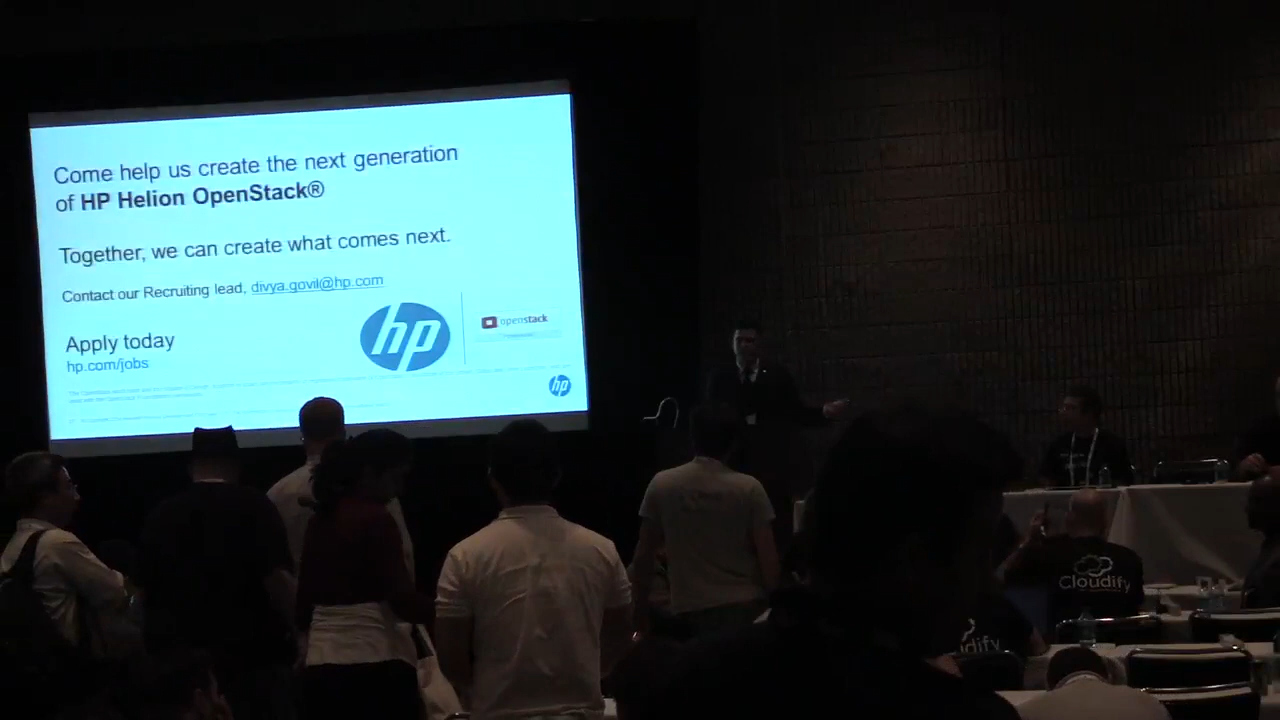 Come help us create the next generation
of HP Helion OpenStack®
Together, we can create what comes next.
Contact our Recruiting lead, divya.govil@hp.com
Apply today
hp.com/jobs
hp
openstack
hp
Cloudify
dify